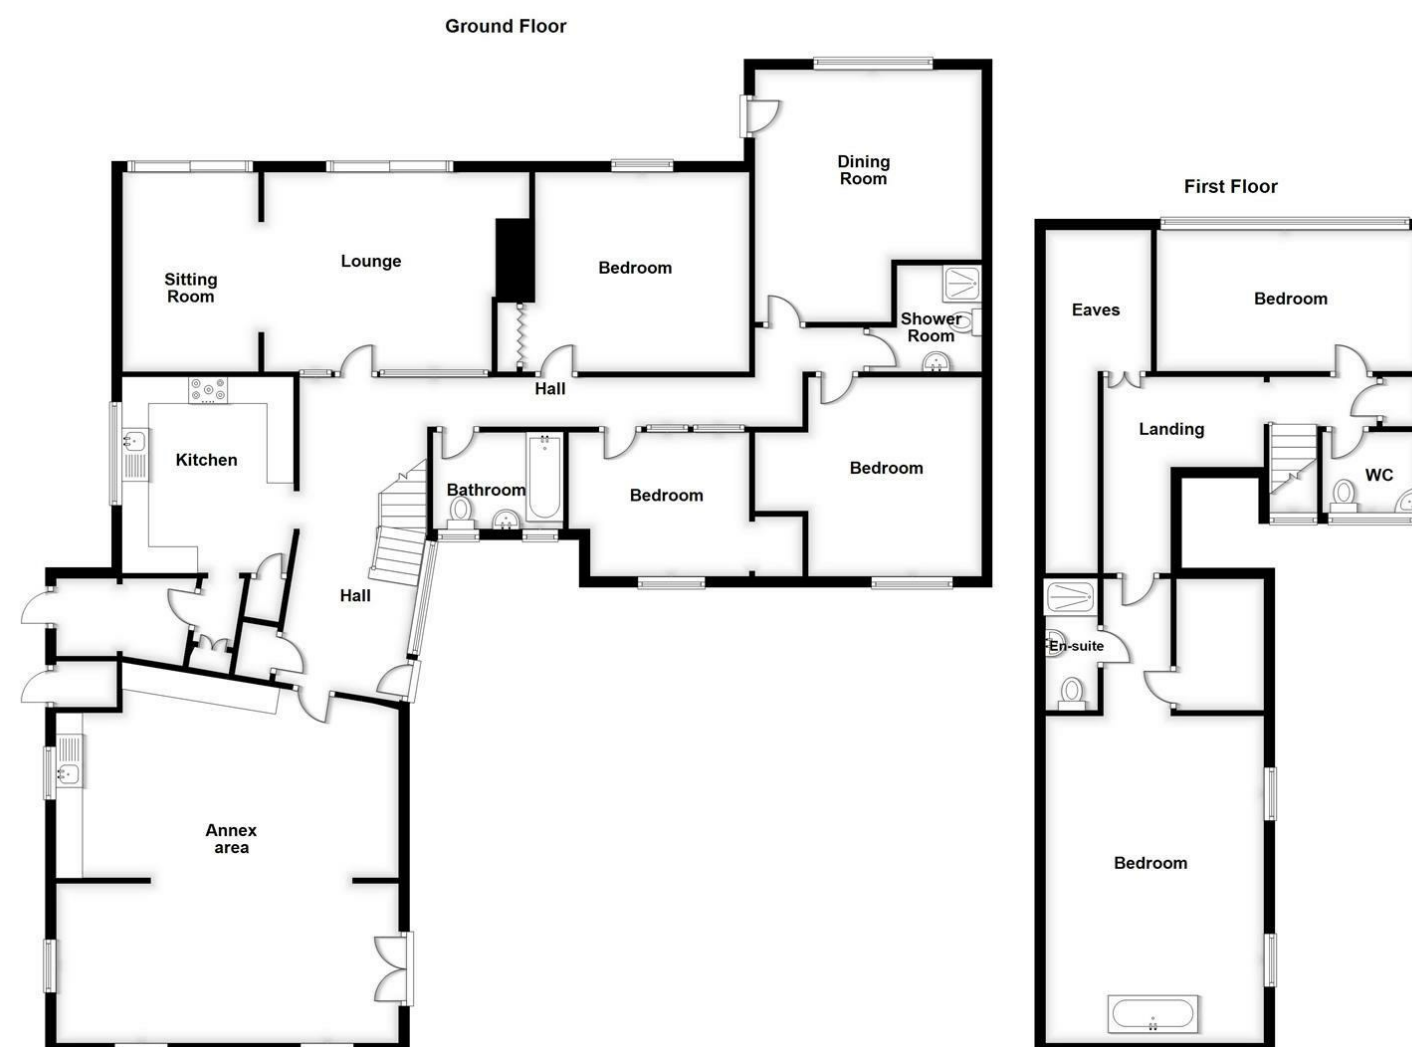 Ground Floor
Dining
Room
Lounge
Bedroom
Sitting
Room
Shower
Room
Hall
Kitchen
Bathroom
Bedroom
Bedroom
Hall
Annex
area
First Floor
Bedroom
Eaves
Landing
WC
En-suite
Bedroom